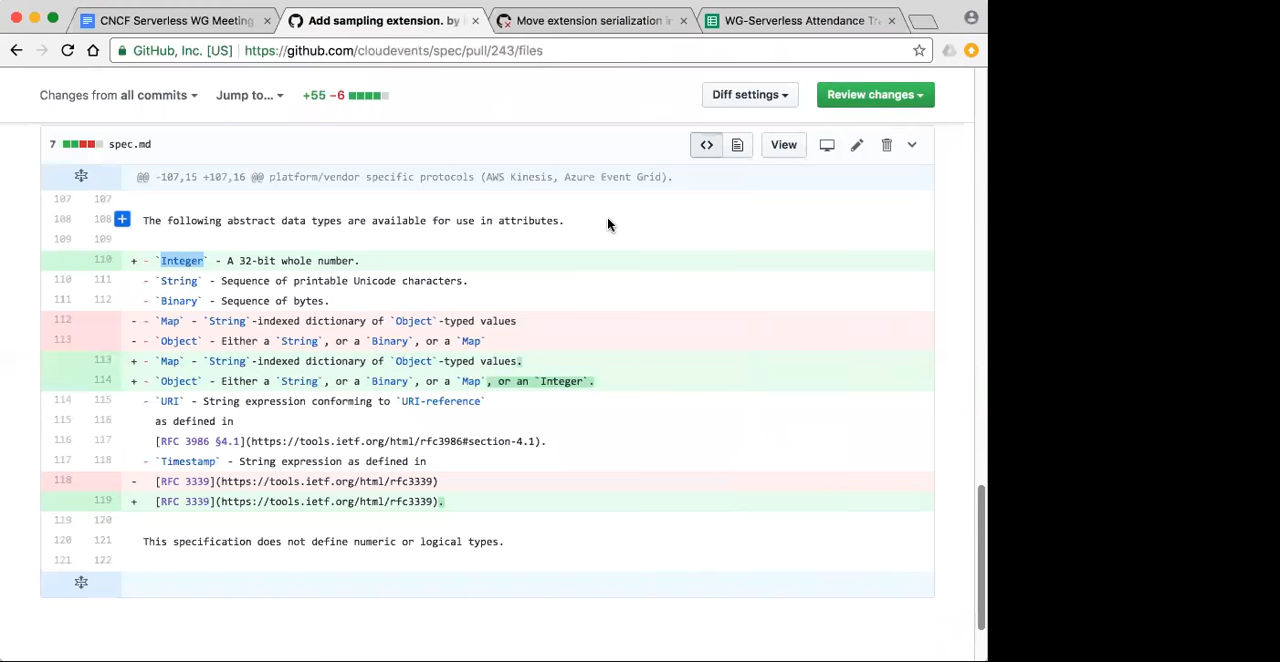 CNCF Serverless WG Meeting
Add sampling extension. by
Move extension serialization i
WG-Serverless Attendance Tr
GitHub, Inc. [US] | https://github.com/cloudevents/spec/pull/243/files
Changes from all commits Jump to... +55 −6 Diff settings Review changes
7 spec.md <> View
@@ -107,15 +107,16 @@ platform/vendor specific protocols (AWS Kinesis, Azure Event Grid).
107 107
108 108 + The following abstract data types are available for use in attributes.
109 109
110 + - `Integer` - A 32-bit whole number.
110 111 - `String` - Sequence of printable Unicode characters.
111 112 - `Binary` - Sequence of bytes.
112 - - `Map` - `String`-indexed dictionary of `Object`-typed values
113 - - `Object` - Either a `String`, or a `Binary`, or a `Map`
113 + - `Map` - `String`-indexed dictionary of `Object`-typed values.
114 + - `Object` - Either a `String`, or a `Binary`, or a `Map`, or an `Integer`.
114 115 - `URI` - String expression conforming to `URI-reference`
115 116 as defined in
116 117 [RFC 3986 §4.1](https://tools.ietf.org/html/rfc3986#section-4.1).
117 118 - `Timestamp` - String expression as defined in
118 - [RFC 3339](https://tools.ietf.org/html/rfc3339)
119 + [RFC 3339](https://tools.ietf.org/html/rfc3339).
119 120
120 121 This specification does not define numeric or logical types.
121 122